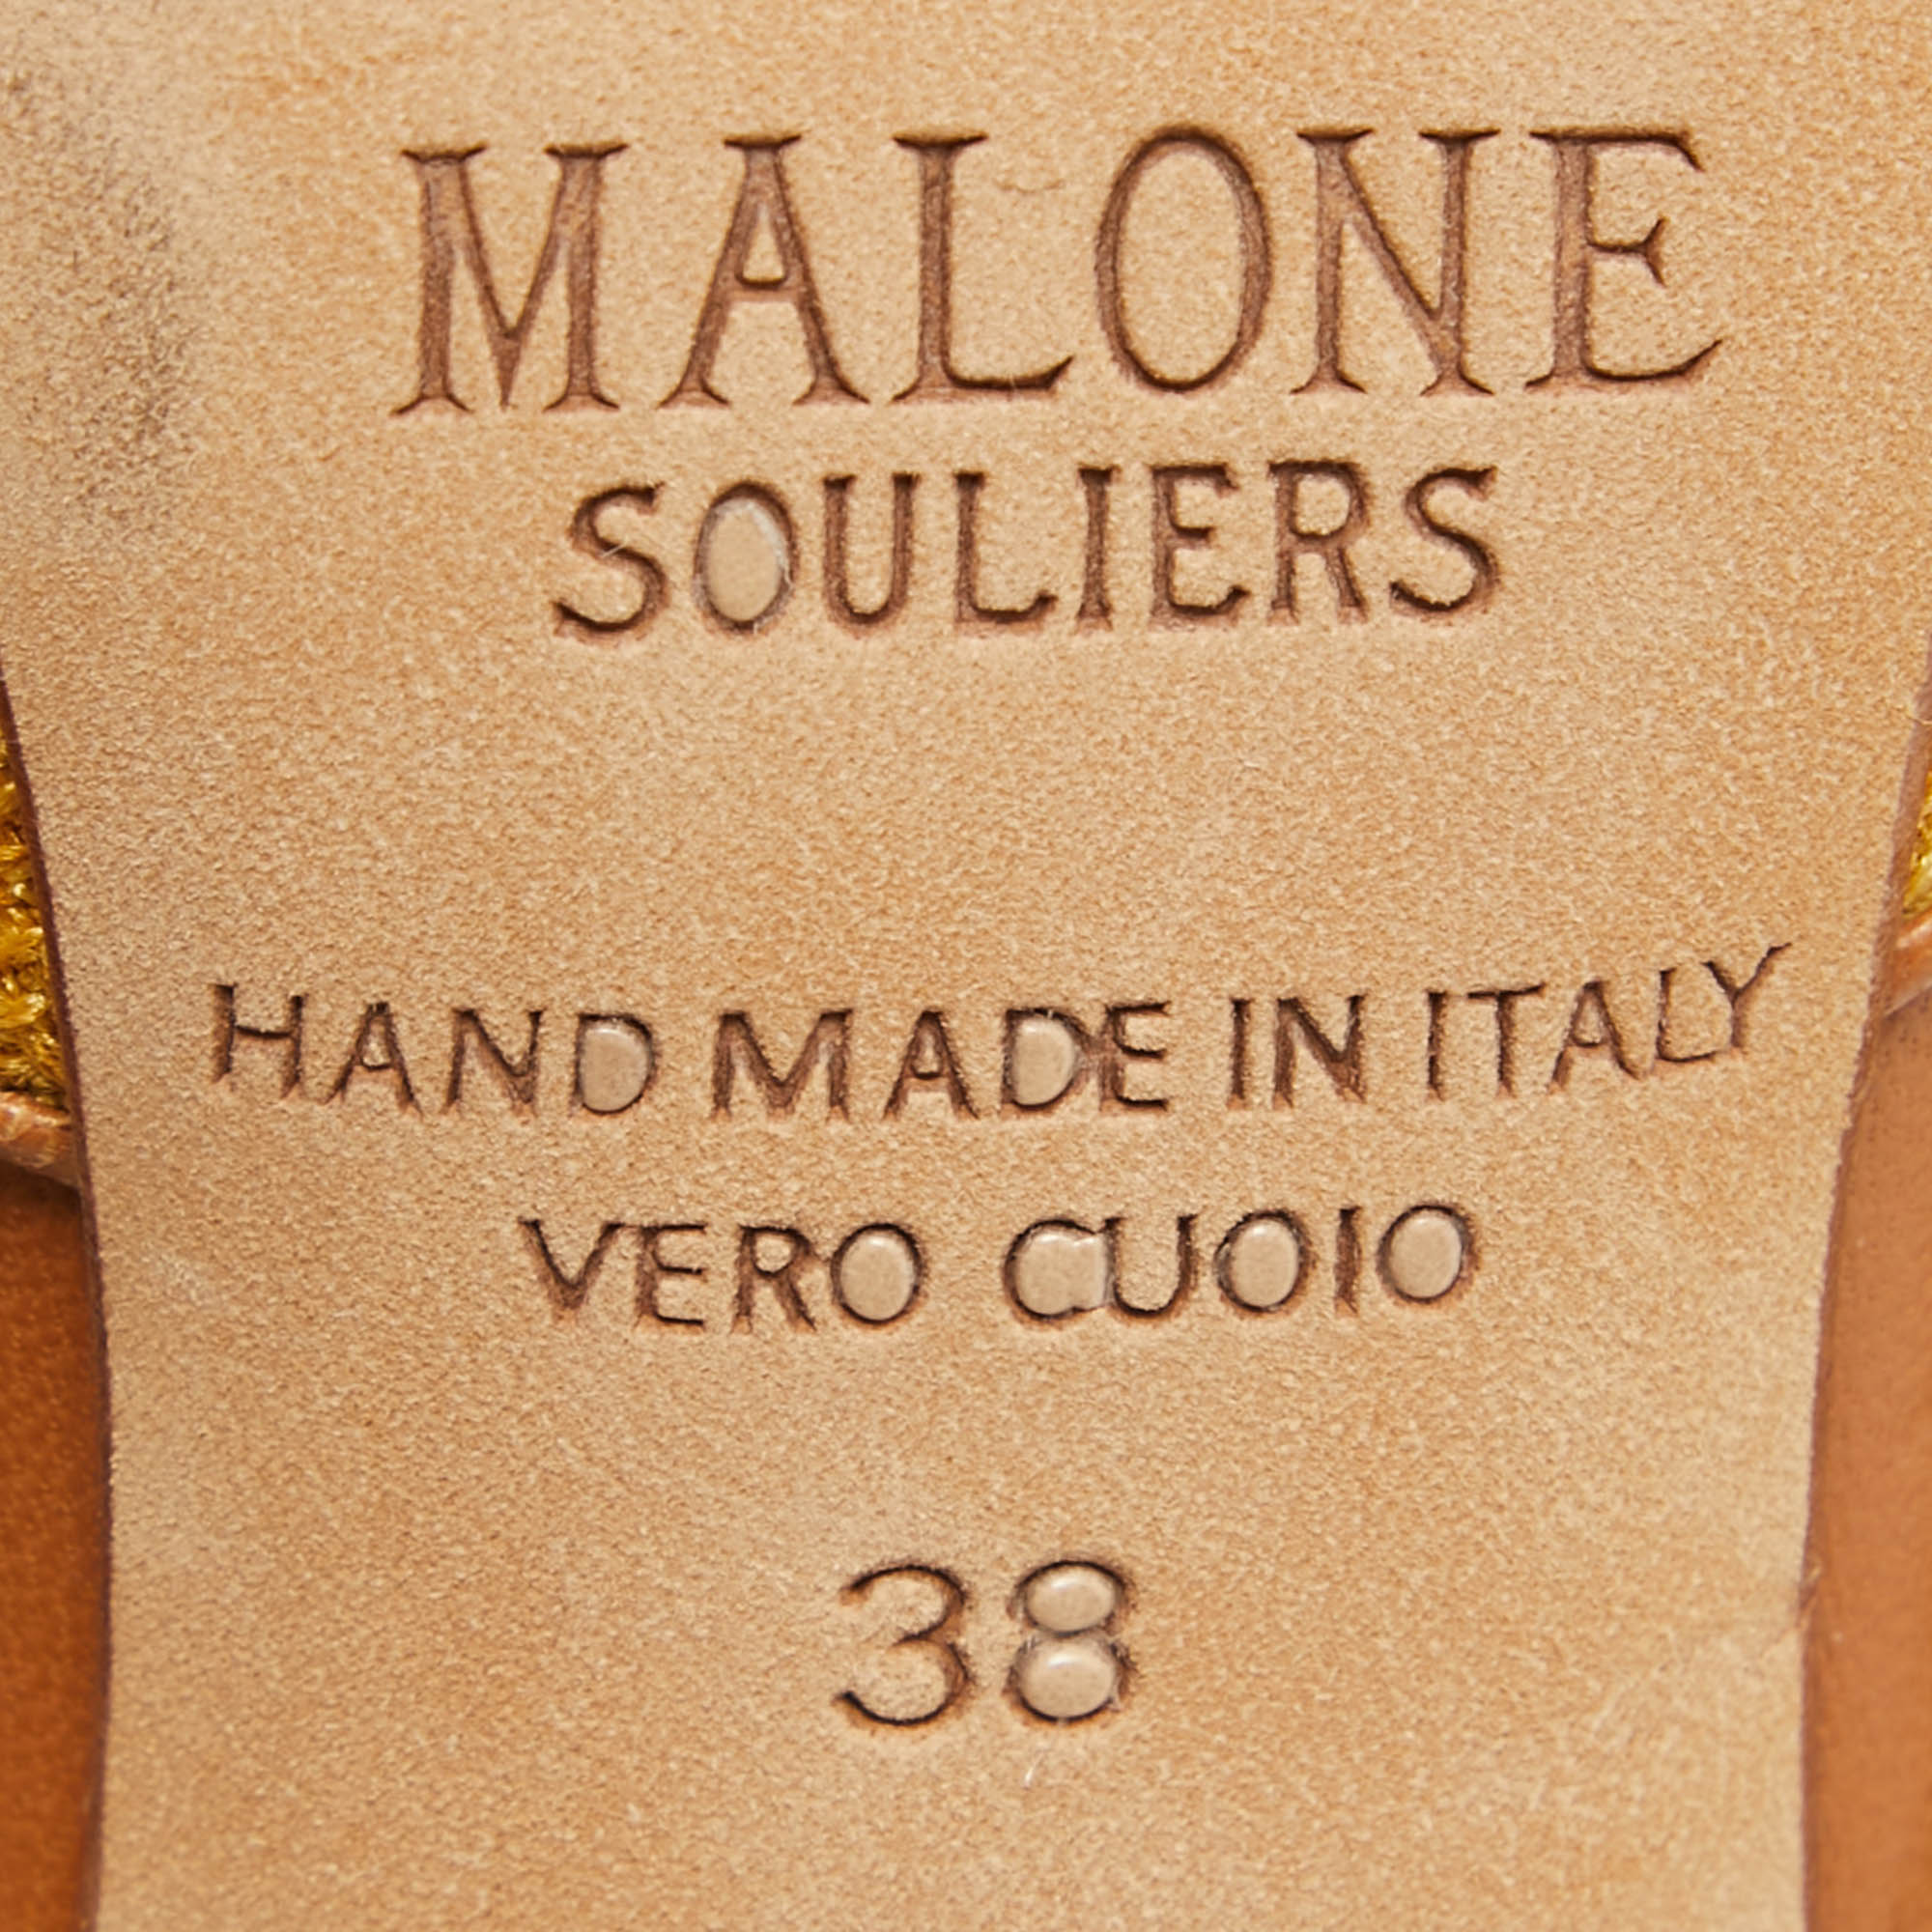 MALONE
SOULIERS
HAND MADE IN ITALY
VERO CUOIO
38